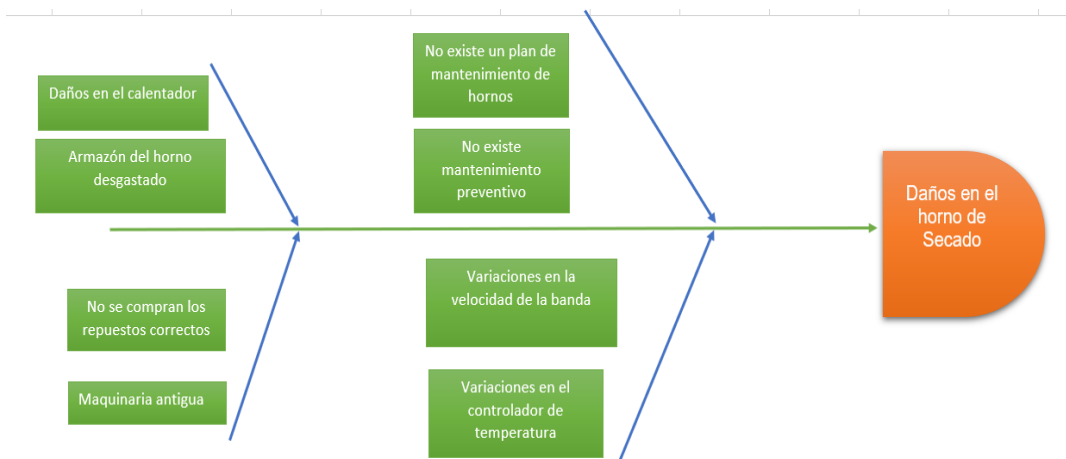 Daños en el calentador
Armazón del horno
desgastado
No existe un plan de
mantenimiento de
hornos
No existe
mantenimiento
preventivo
No se compran los
repuestos correctos
Maquinaria antigua
Variaciones en la
velocidad de la banda
Variaciones en el
controlador de
temperatura
Daños en el
horno de
Secado